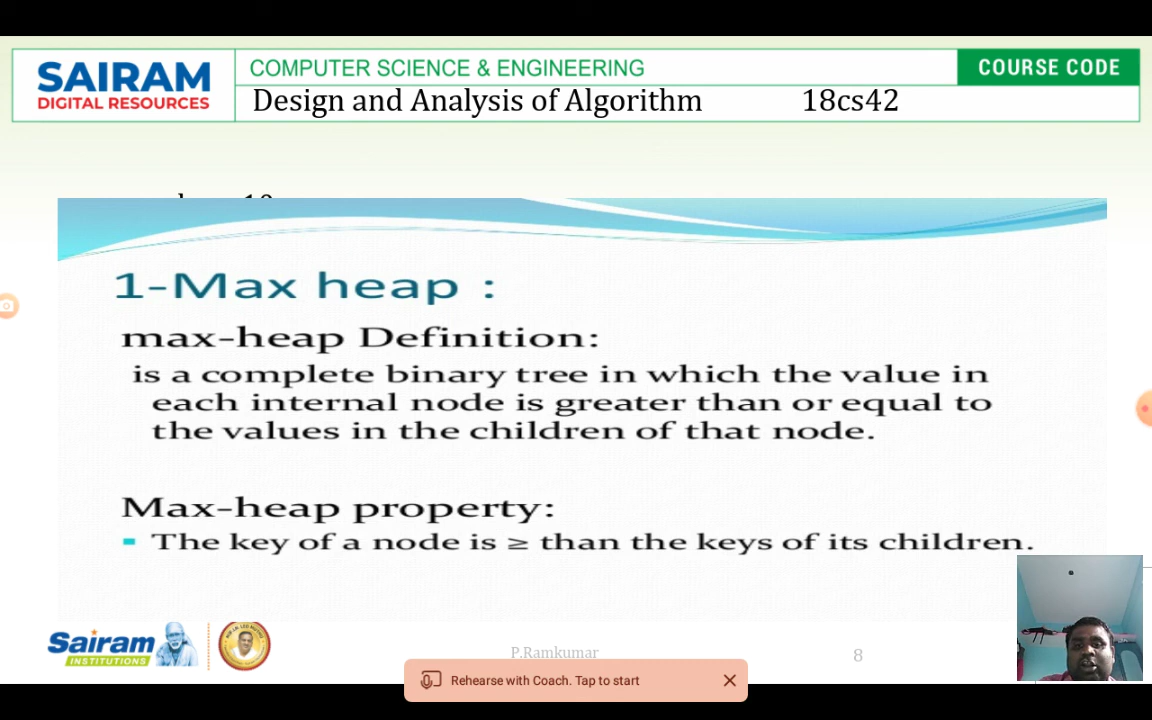 SAIRAM
DIGITAL RESOURCES
COMPUTER SCIENCE & ENGINEERING
COURSE CODE
Design and Analysis of Algorithm 18cs42
1-Max heap :
max-heap Definition:
is a complete binary tree in which the value in
each internal node is greater than or equal to
the values in the children of that node.
Max-heap property:
The key of a node is ≥ than the keys of its children.
Sairam
INSTITUTIONS
P.Ramkumar
8
Rehearse with Coach. Tap to start